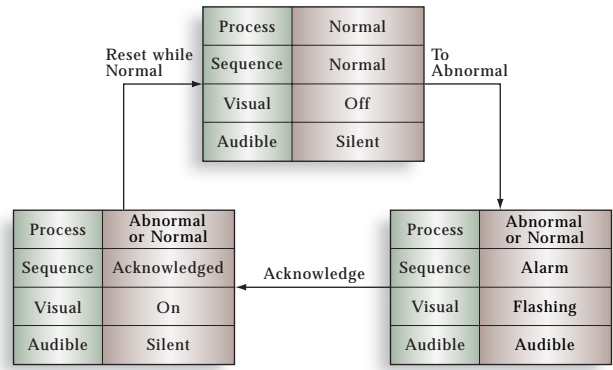 Process Normal
Sequence Normal
Visual Off
Audible Silent
Reset while
Normal
To
Abnormal
Process Abnormal
or Normal
Sequence Acknowledged
Visual On
Audible Silent
Acknowledge
Process Abnormal
or Normal
Sequence Alarm
Visual Flashing
Audible Audible